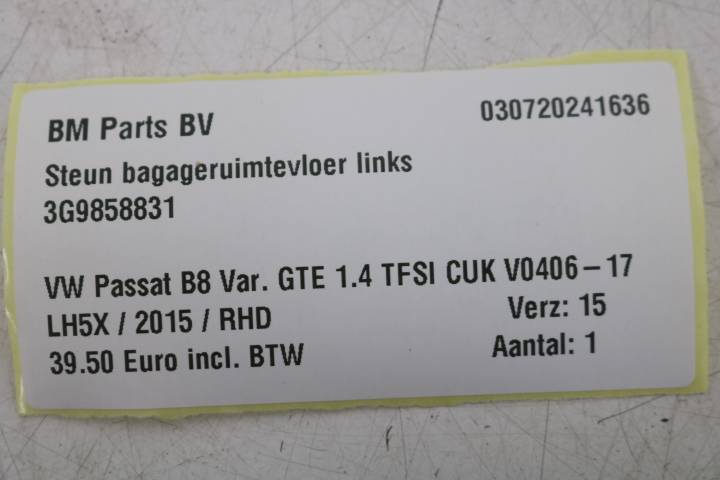 BM Parts BV
030720241636
Steun bagageruimtevloer links
3G9858831
VW Passat B8 Var. GTE 1.4 TFSI CUK V0406-17
LH5X / 2015 / RHD
Verz: 15
39.50 Euro incl. BTW
Aantal: 1